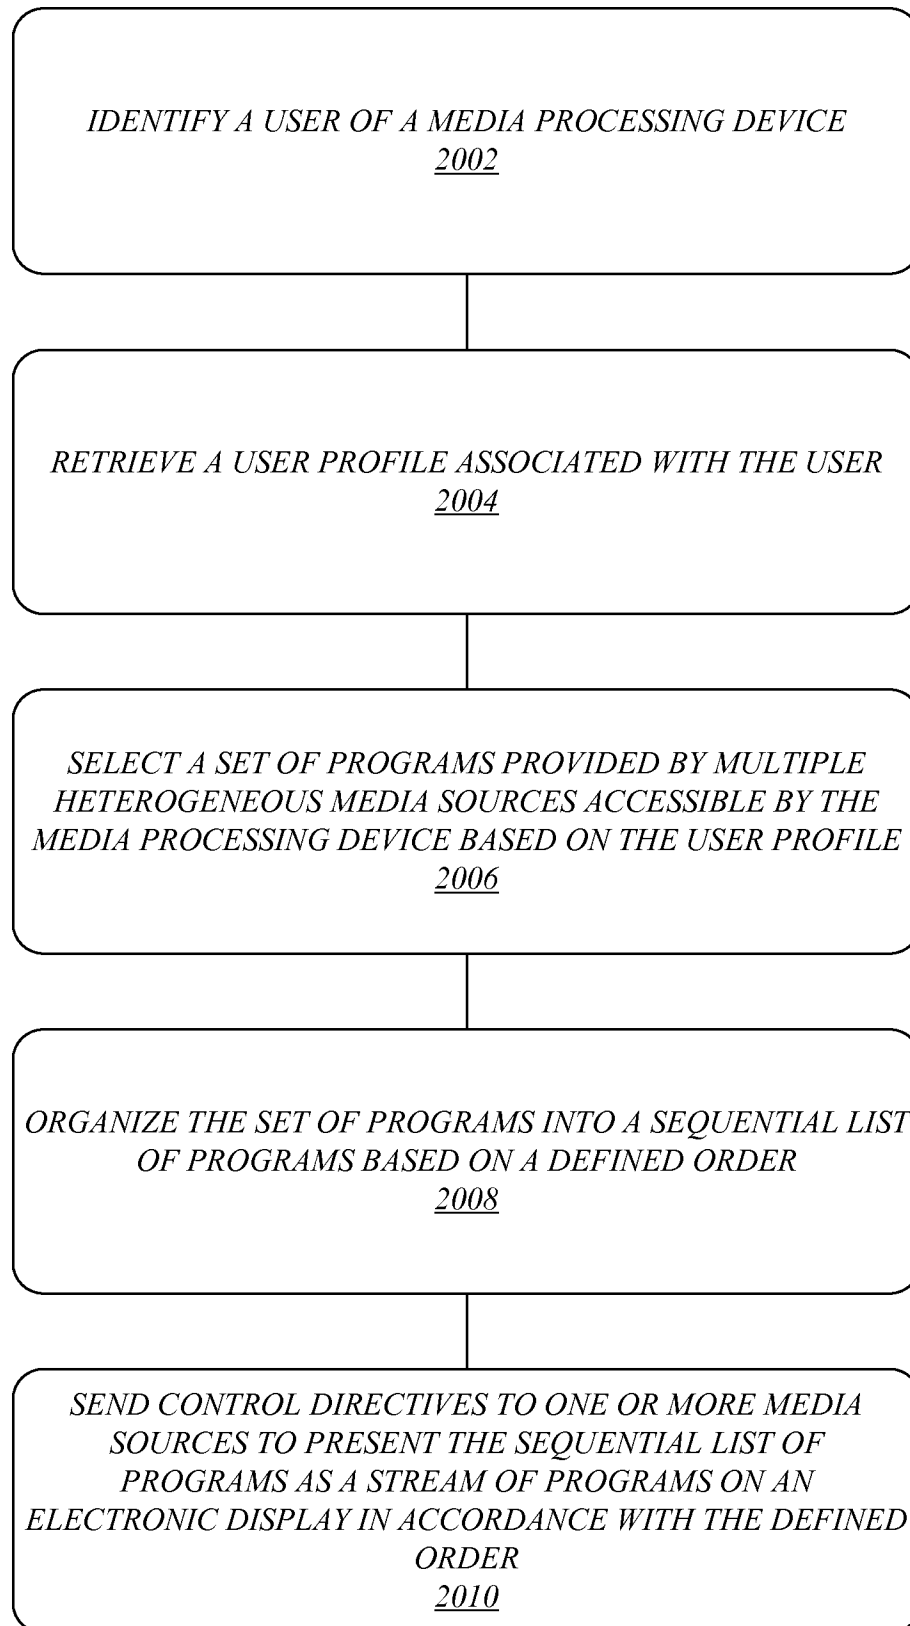 IDENTIFY A USER OF A MEDIA PROCESSING DEVICE
2002
RETRIEVE A USER PROFILE ASSOCIATED WITH THE USER
2004
SELECT A SET OF PROGRAMS PROVIDED BY MULTIPLE
HETEROGENEOUS MEDIA SOURCES ACCESSIBLE BY THE
MEDIA PROCESSING DEVICE BASED ON THE USER PROFILE
2006
ORGANIZE THE SET OF PROGRAMS INTO A SEQUENTIAL LIST
OF PROGRAMS BASED ON A DEFINED ORDER
2008
SEND CONTROL DIRECTIVES TO ONE OR MORE MEDIA
SOURCES TO PRESENT THE SEQUENTIAL LIST OF
PROGRAMS AS A STREAM OF PROGRAMS ON AN
ELECTRONIC DISPLAY IN ACCORDANCE WITH THE DEFINED
ORDER
2010